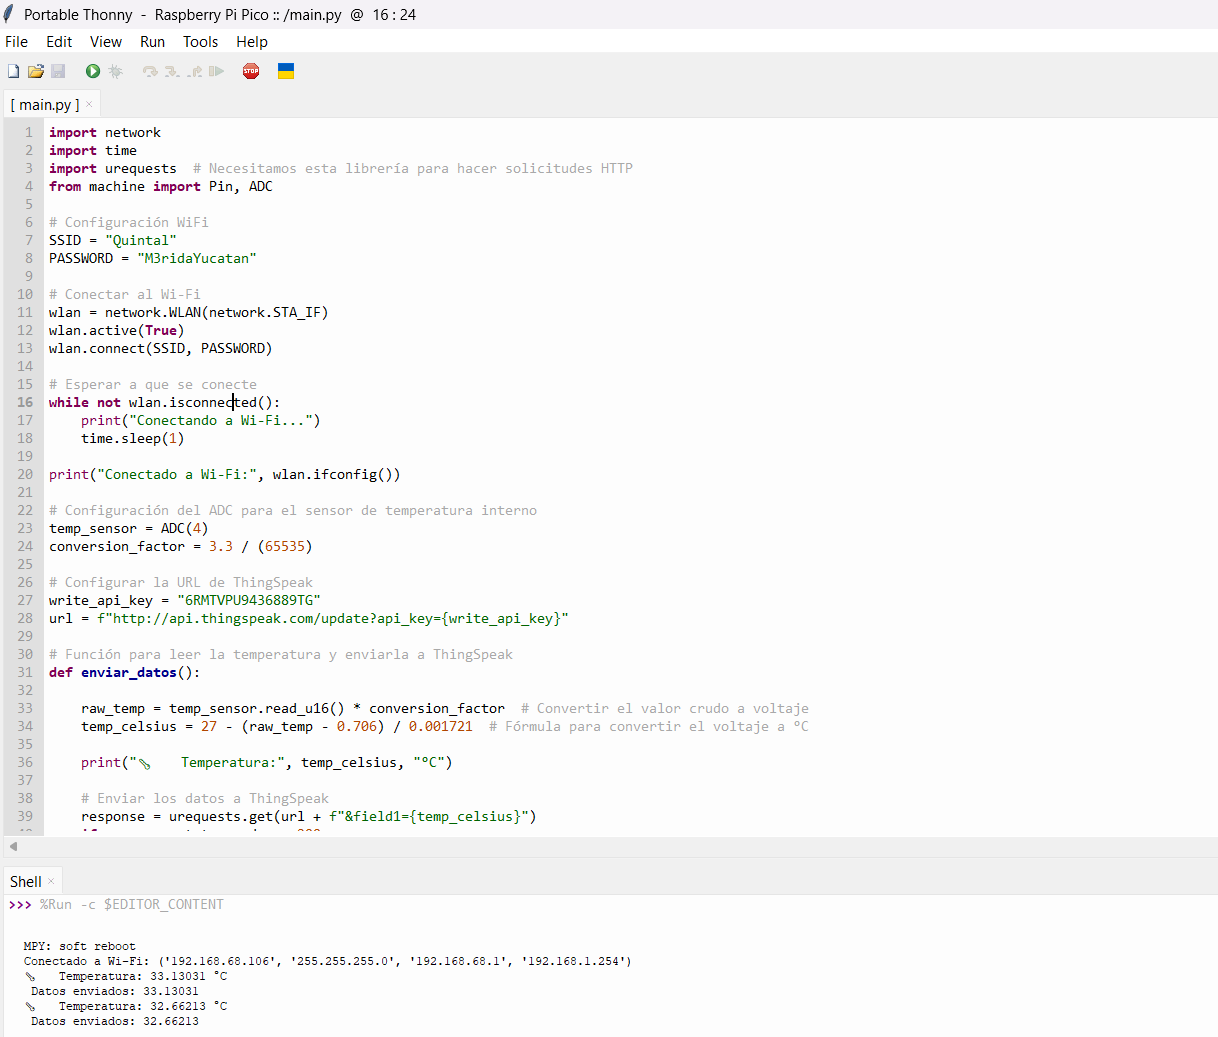 Portable Thonny - Raspberry Pi Pico :: /main.py @ 16 : 24
File Edit View Run Tools Help
STOP
[ main.py ] ×
1 import network
2 import time
3 import urequests  # Necesitamos esta librería para hacer solicitudes HTTP
4 from machine import Pin, ADC
5
6 # Configuración WiFi
7 SSID = "Quintal"
8 PASSWORD = "M3ridaYucatan"
9
10 # Conectar al Wi-Fi
11 wlan = network.WLAN(network.STA_IF)
12 wlan.active(True)
13 wlan.connect(SSID, PASSWORD)
14
15 # Esperar a que se conecte
16 while not wlan.isconnected():
17     print("Conectando a Wi-Fi...")
18     time.sleep(1)
19
20 print("Conectado a Wi-Fi:", wlan.ifconfig())
21
22 # Configuración del ADC para el sensor de temperatura interno
23 temp_sensor = ADC(4)
24 conversion_factor = 3.3 / (65535)
25
26 # Configurar la URL de ThingSpeak
27 write_api_key = "6RMTVPU9436889TG"
28 url = f"http://api.thingspeak.com/update?api_key={write_api_key}"
29
30 # Función para leer la temperatura y enviarla a ThingSpeak
31 def enviar_datos():
32
33     raw_temp = temp_sensor.read_u16() * conversion_factor  # Convertir el valor crudo a voltaje
34     temp_celsius = 27 - (raw_temp - 0.706) / 0.001721  # Fórmula para convertir el voltaje a °C
35
36     print("🌡 Temperatura:", temp_celsius, "°C")
37
38     # Enviar los datos a ThingSpeak
39     response = urequests.get(url + f"&field1={temp_celsius}")
Shell ×
>>> %Run -c $EDITOR_CONTENT
MPY: soft reboot
Conectado a Wi-Fi: ('192.168.68.106', '255.255.255.0', '192.168.68.1', '192.168.1.254')
🌡 Temperatura: 33.13031 °C
Datos enviados: 33.13031
🌡 Temperatura: 32.66213 °C
Datos enviados: 32.66213